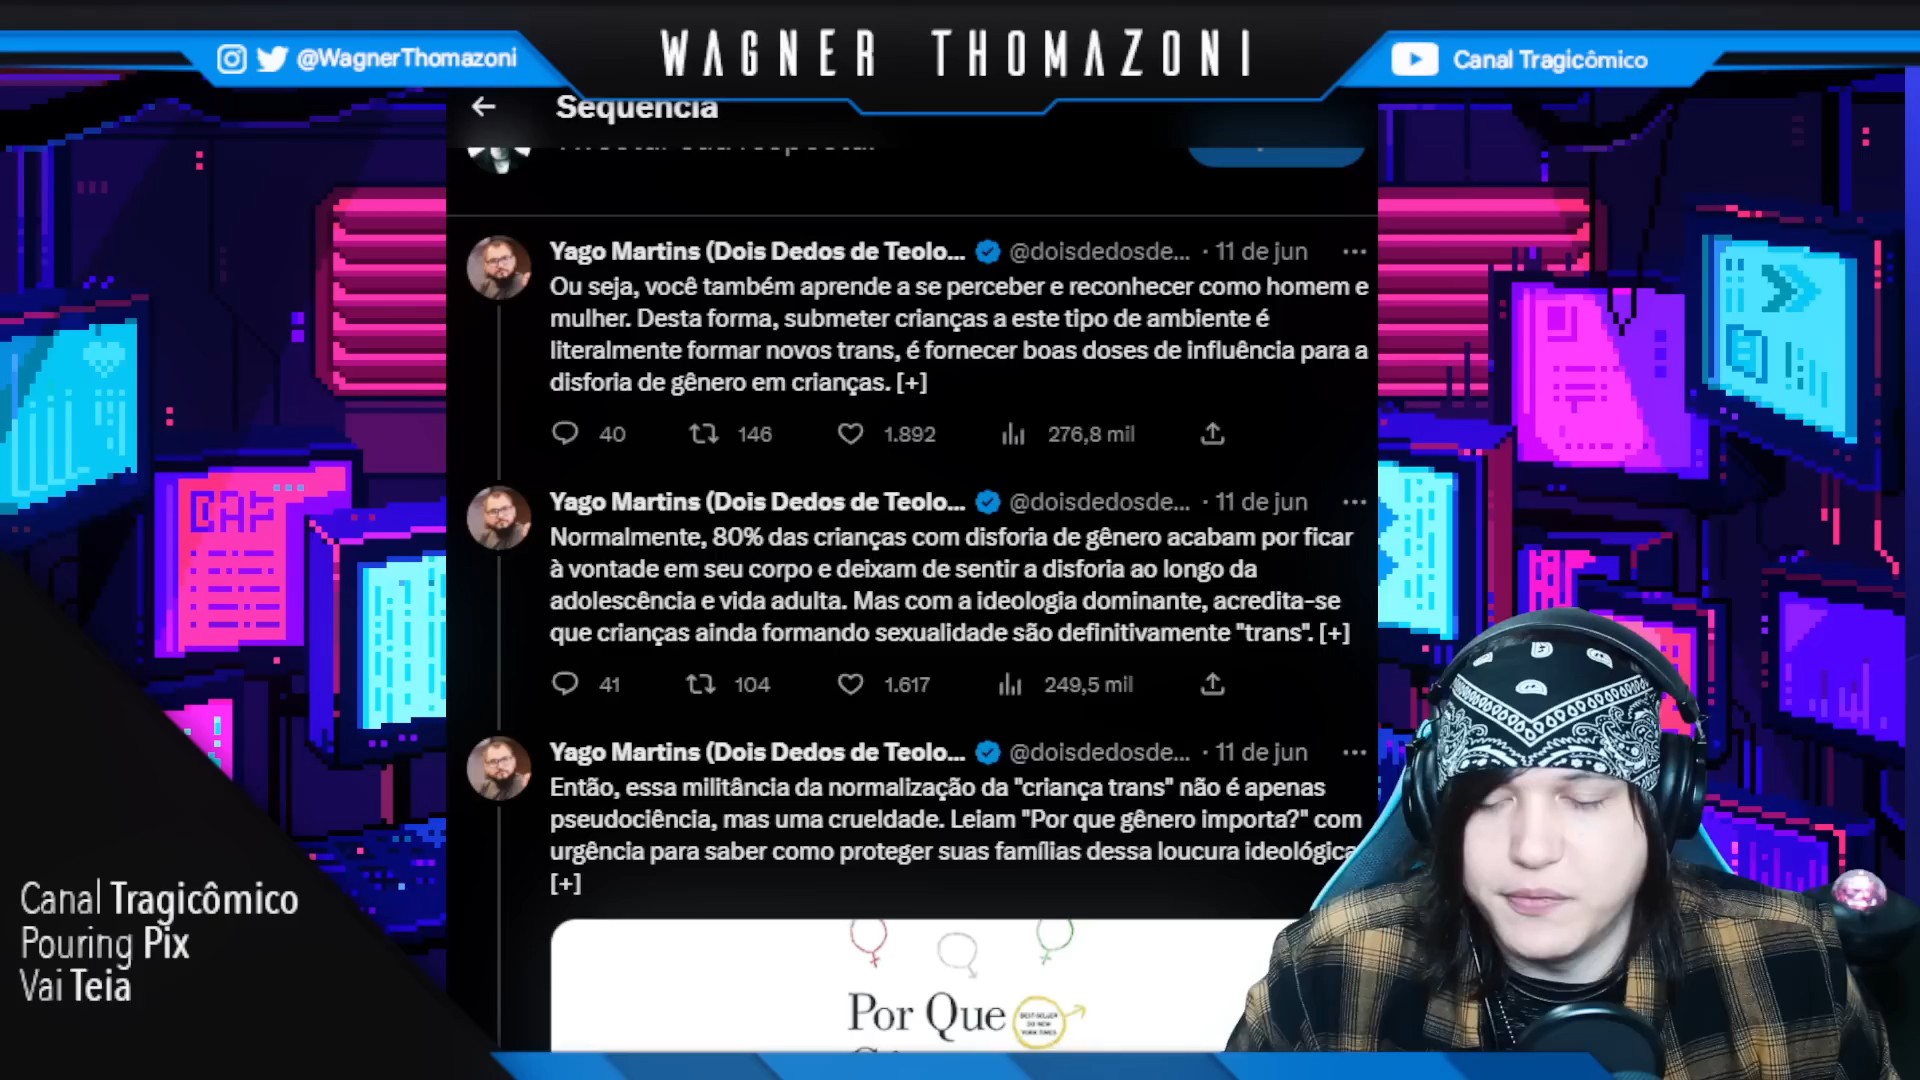 WAGNER THOMAZONI
@WagnerThomazoni
Canal Tragicômico
Sequência
Yago Martins (Dois Dedos de Teolo... @doisdedosde... · 11 de jun
Ou seja, você também aprende a se perceber e reconhecer como homem e
mulher. Desta forma, submeter crianças a este tipo de ambiente é
literalmente formar novos trans, é fornecer boas doses de influência para a
disforia de gênero em crianças. [+]
40 146 1.892 276,8 mil
Yago Martins (Dois Dedos de Teolo... @doisdedosde... · 11 de jun
Normalmente, 80% das crianças com disforia de gênero acabam por ficar
à vontade em seu corpo e deixam de sentir a disforia ao longo da
adolescência e vida adulta. Mas com a ideologia dominante, acredita-se
que crianças ainda formando sexualidade são definitivamente "trans". [+]
41 104 1.617 249,5 mil
Yago Martins (Dois Dedos de Teolo... @doisdedosde... · 11 de jun
Então, essa militância da normalização da "criança trans" não é apenas
pseudociência, mas uma crueldade. Leiam "Por que gênero importa?" com
urgência para saber como proteger suas famílias dessa loucura ideológica
[+]
Por Que
BEST-SELLER
DO NEW
YORK TIMES
Canal Tragicômico
Pouring Pix
Vai Teia